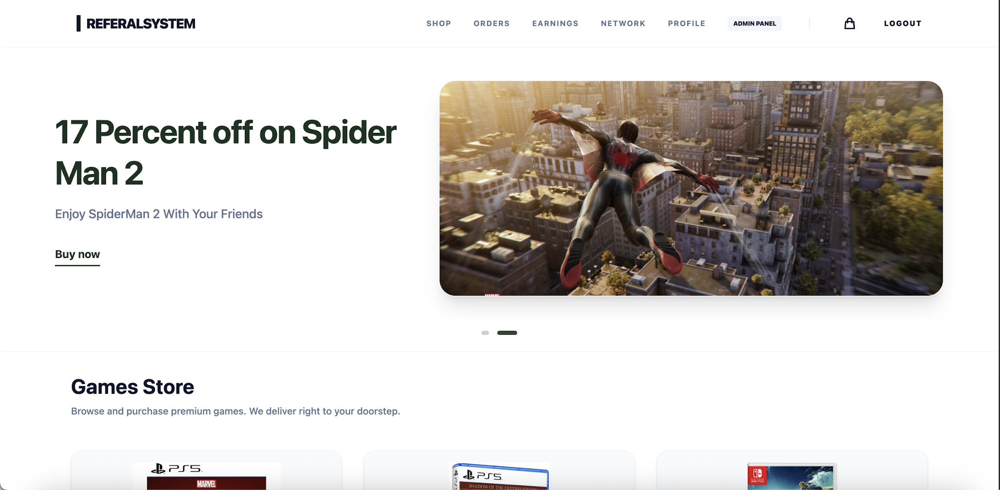 REFERALSYSTEM
SHOP ORDERS EARNINGS NETWORK PROFILE ADMIN PANEL LOGOUT
17 Percent off on Spider
Man 2
Enjoy SpiderMan 2 With Your Friends
Buy now
MARVEL
Games Store
Browse and purchase premium games. We deliver right to your doorstep.
PS5
MARVEL
PS5
PS5
SHADOW OF THE ERDTREE EDITION
NINTENDO
SWITCH